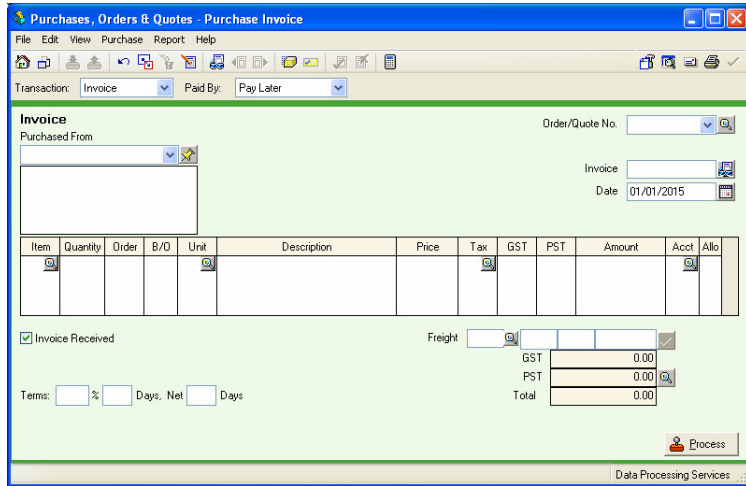 Purchases, Orders & Quotes - Purchase Invoice
File Edit View Purchase Report Help
Transaction: Invoice Paid By: Pay Later
Invoice
Order/Quote No.
Purchased From
Invoice
Date 01/01/2015
Item Quantity Order B/O Unit Description Price Tax GST PST Amount Acct Allo
Invoice Received Freight
GST 0.00
PST 0.00
Terms: % Days, Net Days Total 0.00
Process
Data Processing Services